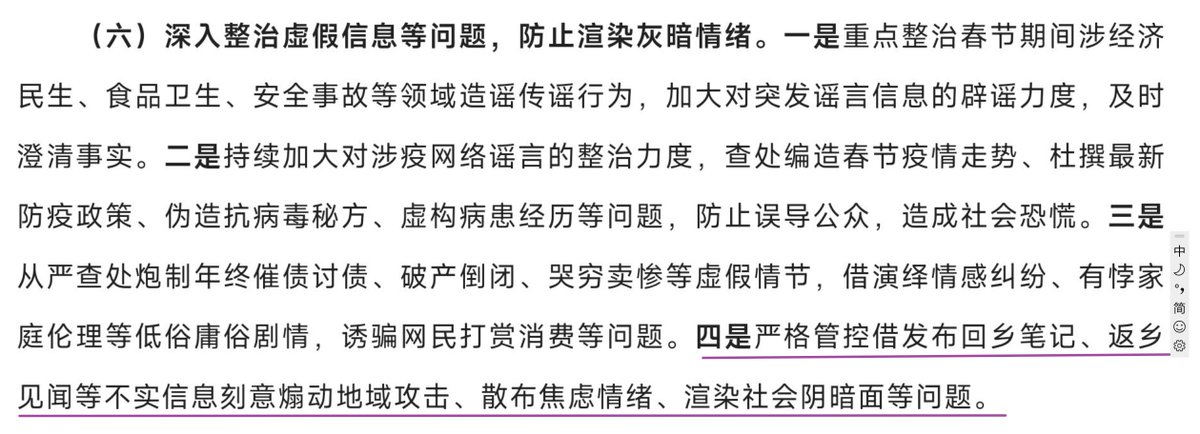 （六）深入整治虚假信息等问题，防止渲染灰暗情绪。一是重点整治春节期间涉经济
民生、食品卫生、安全事故等领域造谣传谣行为，加大对突发谣言信息的辟谣力度，及时
澄清事实。二是持续加大对涉疫网络谣言的整治力度，查处编造春节疫情走势、杜撰最新
防疫政策、伪造抗病毒秘方、虚构病患经历等问题，防止误导公众，造成社会恐慌。三是
从严查处炮制年终催债讨债、破产倒闭、哭穷卖惨等虚假情节，借演绎情感纠纷、有悖家
庭伦理等低俗庸俗剧情，诱骗网民打赏消费等问题。四是严格管控借发布回乡笔记、返乡
见闻等不实信息刻意煽动地域攻击、散布焦虑情绪、渲染社会阴暗面等问题。
中
简